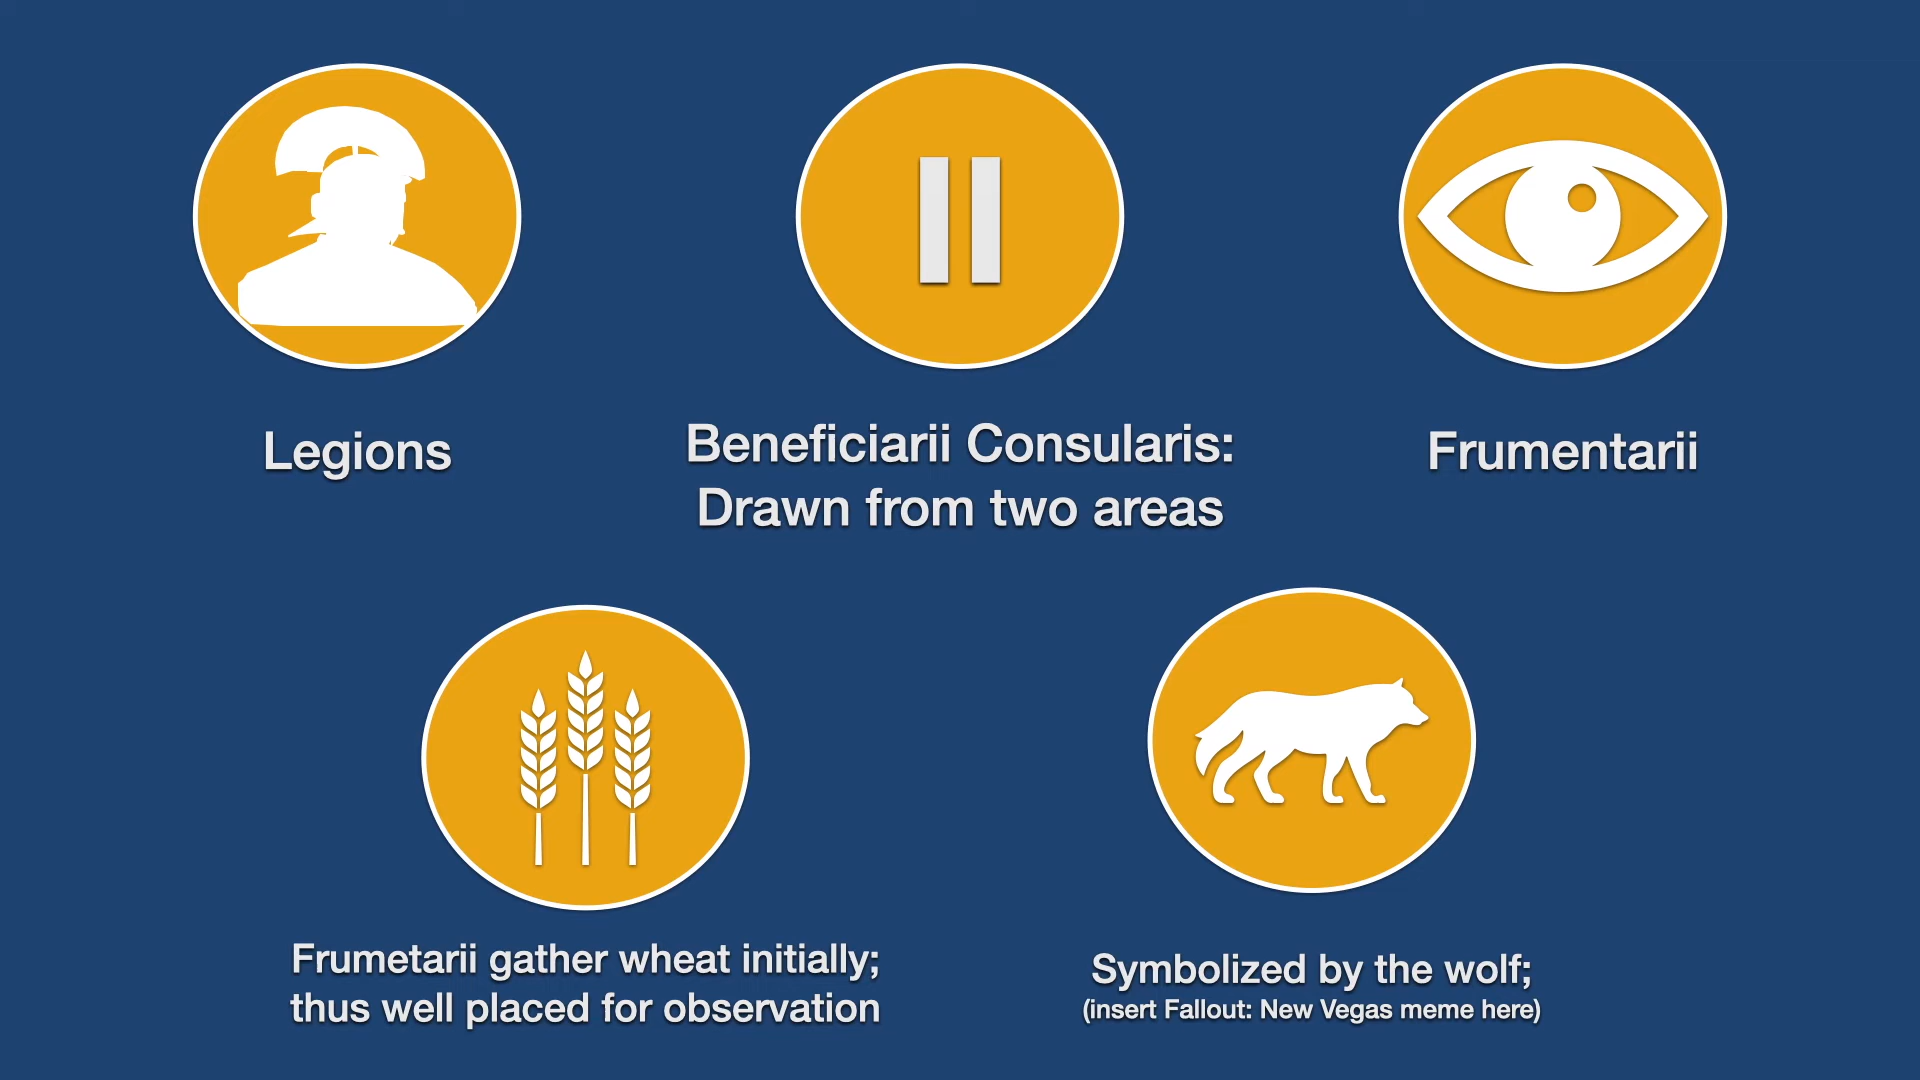 Legions
Beneficiarii Consularis:
Drawn from two areas
Frumentarii
Frumetarii gather wheat initially;
thus well placed for observation
Symbolized by the wolf;
(insert Fallout: New Vegas meme here)